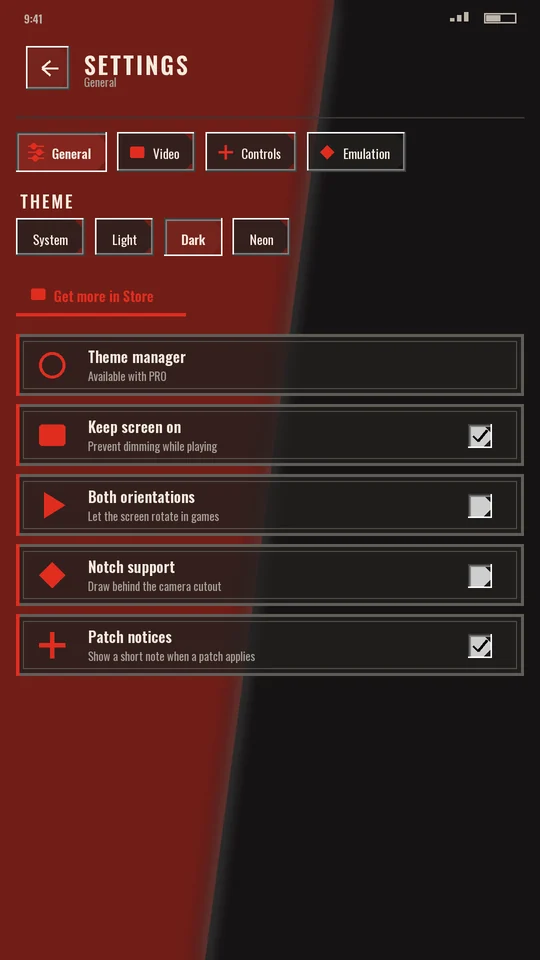 9:41
SETTINGS
General
General
Video
Controls
Emulation
THEME
System
Light
Dark
Neon
Get more in Store
Theme manager
Available with PRO
Keep screen on
Prevent dimming while playing
Both orientations
Let the screen rotate in games
Notch support
Draw behind the camera cutout
Patch notices
Show a short note when a patch applies